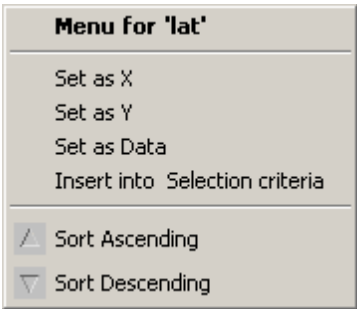 Menu for 'lat'
Set as X
Set as Y
Set as Data
Insert into  Selection criteria
Sort Ascending
Sort Descending